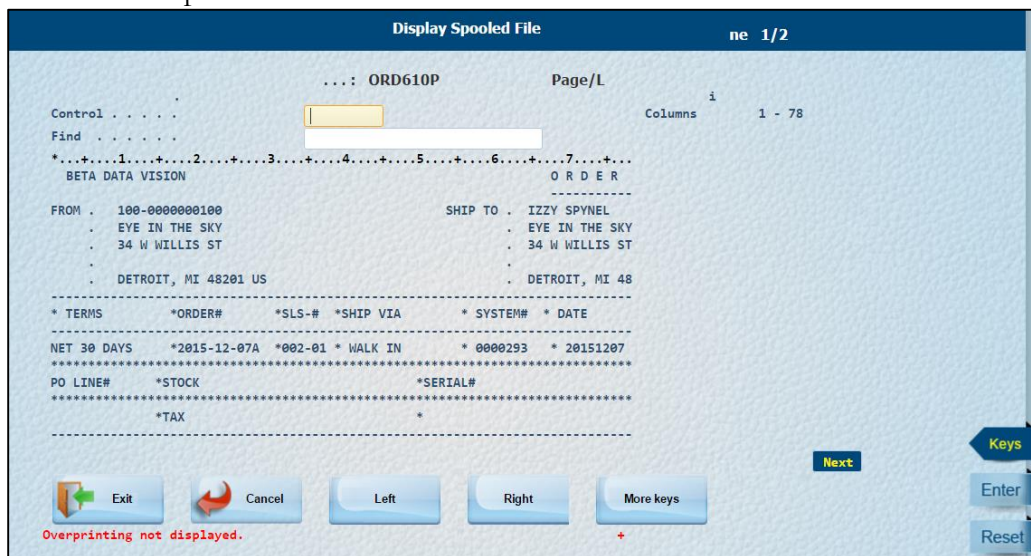 Display Spooled File ne 1/2
...: ORD610P Page/L
. i
Control . . . . . Columns 1 - 78
Find . . . . . .
*...+....1....+....2....+....3....+....4....+....5....+....6....+....7....+...
BETA DATA VISION O R D E R
-----------
FROM . 100-0000000100 SHIP TO . IZZY SPYNEL
. EYE IN THE SKY . EYE IN THE SKY
. 34 W WILLIS ST . 34 W WILLIS ST
. .
. DETROIT, MI 48201 US . DETROIT, MI 48
------------------------------------------------------------------------------
* TERMS *ORDER# *SLS-# *SHIP VIA * SYSTEM# * DATE
------------------------------------------------------------------------------
NET 30 DAYS *2015-12-07A *002-01 * WALK IN * 0000293 * 20151207
******************************************************************************
PO LINE# *STOCK *SERIAL#
******************************************************************************
*TAX *
------------------------------------------------------------------------------
Keys
Next
Exit Cancel Left Right More keys Enter
Overprinting not displayed. + Reset